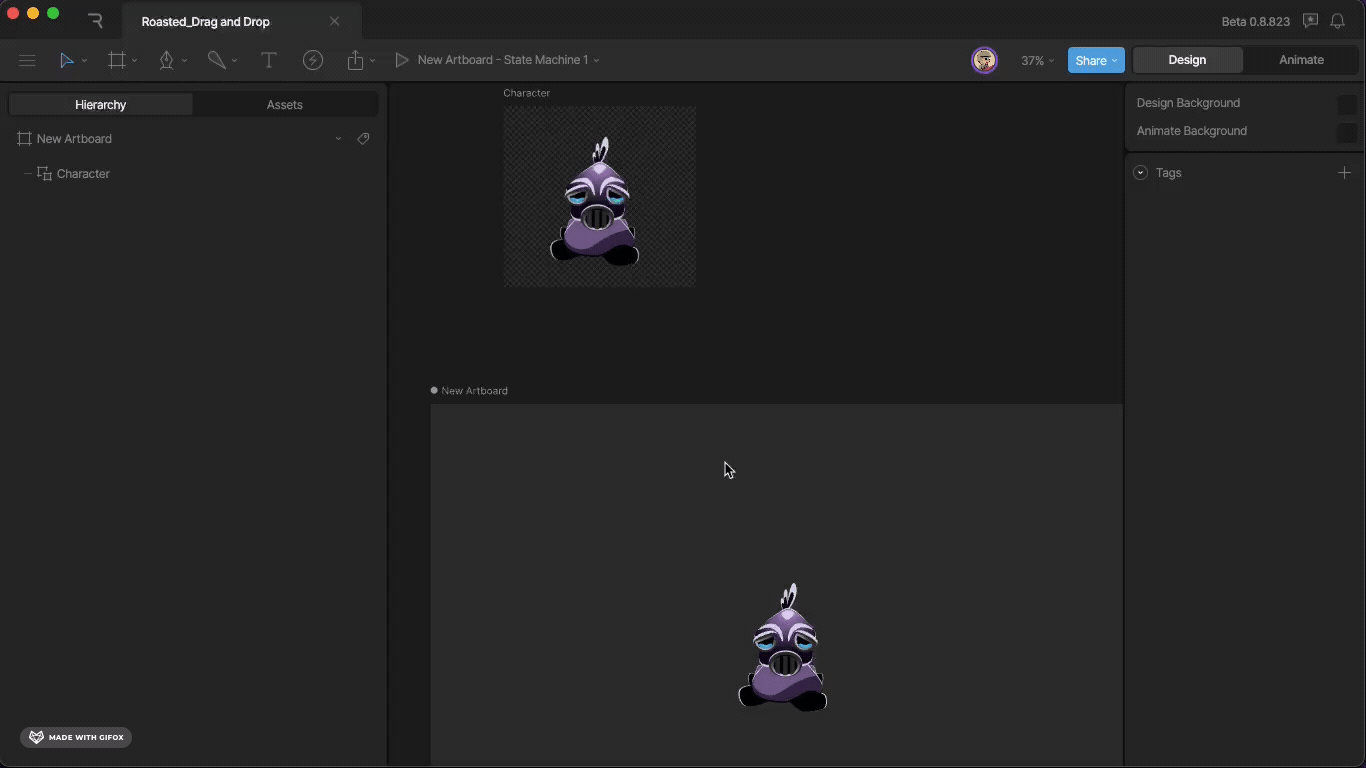 Roasted_Drag and Drop
Beta 0.8.823
New Artboard - State Machine 1
37%
Share
Design
Animate
Hierarchy
Assets
New Artboard
Character
Character
New Artboard
Design Background
Animate Background
Tags
MADE WITH GIFOX